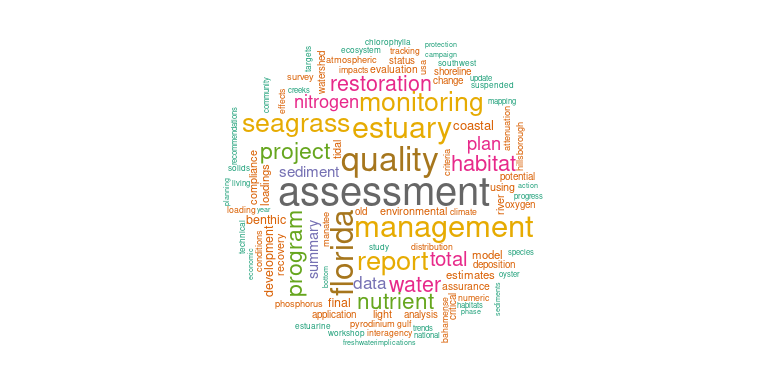 chlorophylla
protection
ecosystem
tracking
campaign
targets
watershed
atmospheric
status
usa
southwest
impacts
evaluation
shoreline
survey
restoration
change
update
suspended
community
effects
creeks
nitrogen
monitoring
mapping
seagrass
estuary
coastal
attenuation
hillsborough
recommendations
project
tidal
quality
criteria
plan
habitat
solids
compliance
loadings
sediment
potential
living
planning
assessment
using
action
progress
river
oxygen
loading
year
benthic
old
environmental
climate
technical
development
program
summary
manatee
florida
management
conditions
recovery
study
distribution
species
economic
bottom
report
total
model
deposition
data
water
estimates
oyster
assurance
sediments
phosphorus
final
nutrient
critical
numeric
habitats
phase
application
light
analysis
bahamense
estuarine
pyrodinium
gulf
trends
workshop
interagency
national
freshwater
implications